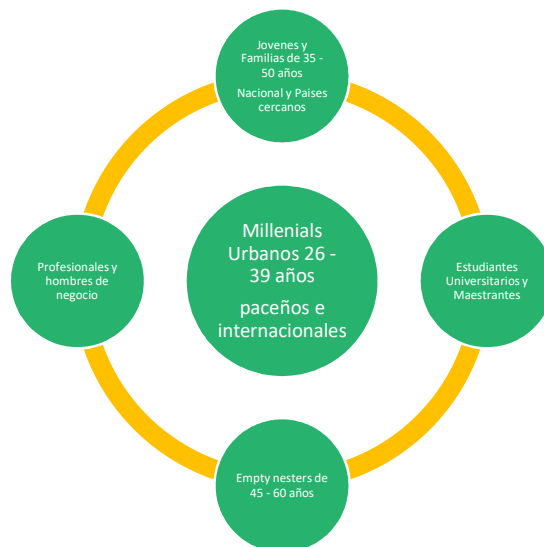 Jovenes y
Familias de 35 -
50 años
Nacional y Paises
cercanos
Profesionales y
hombres de
negocio
Millenials
Urbanos 26 -
39 años
paceños e
internacionales
Estudiantes
Universitarios y
Maestrantes
Empty nesters de
45 - 60 años